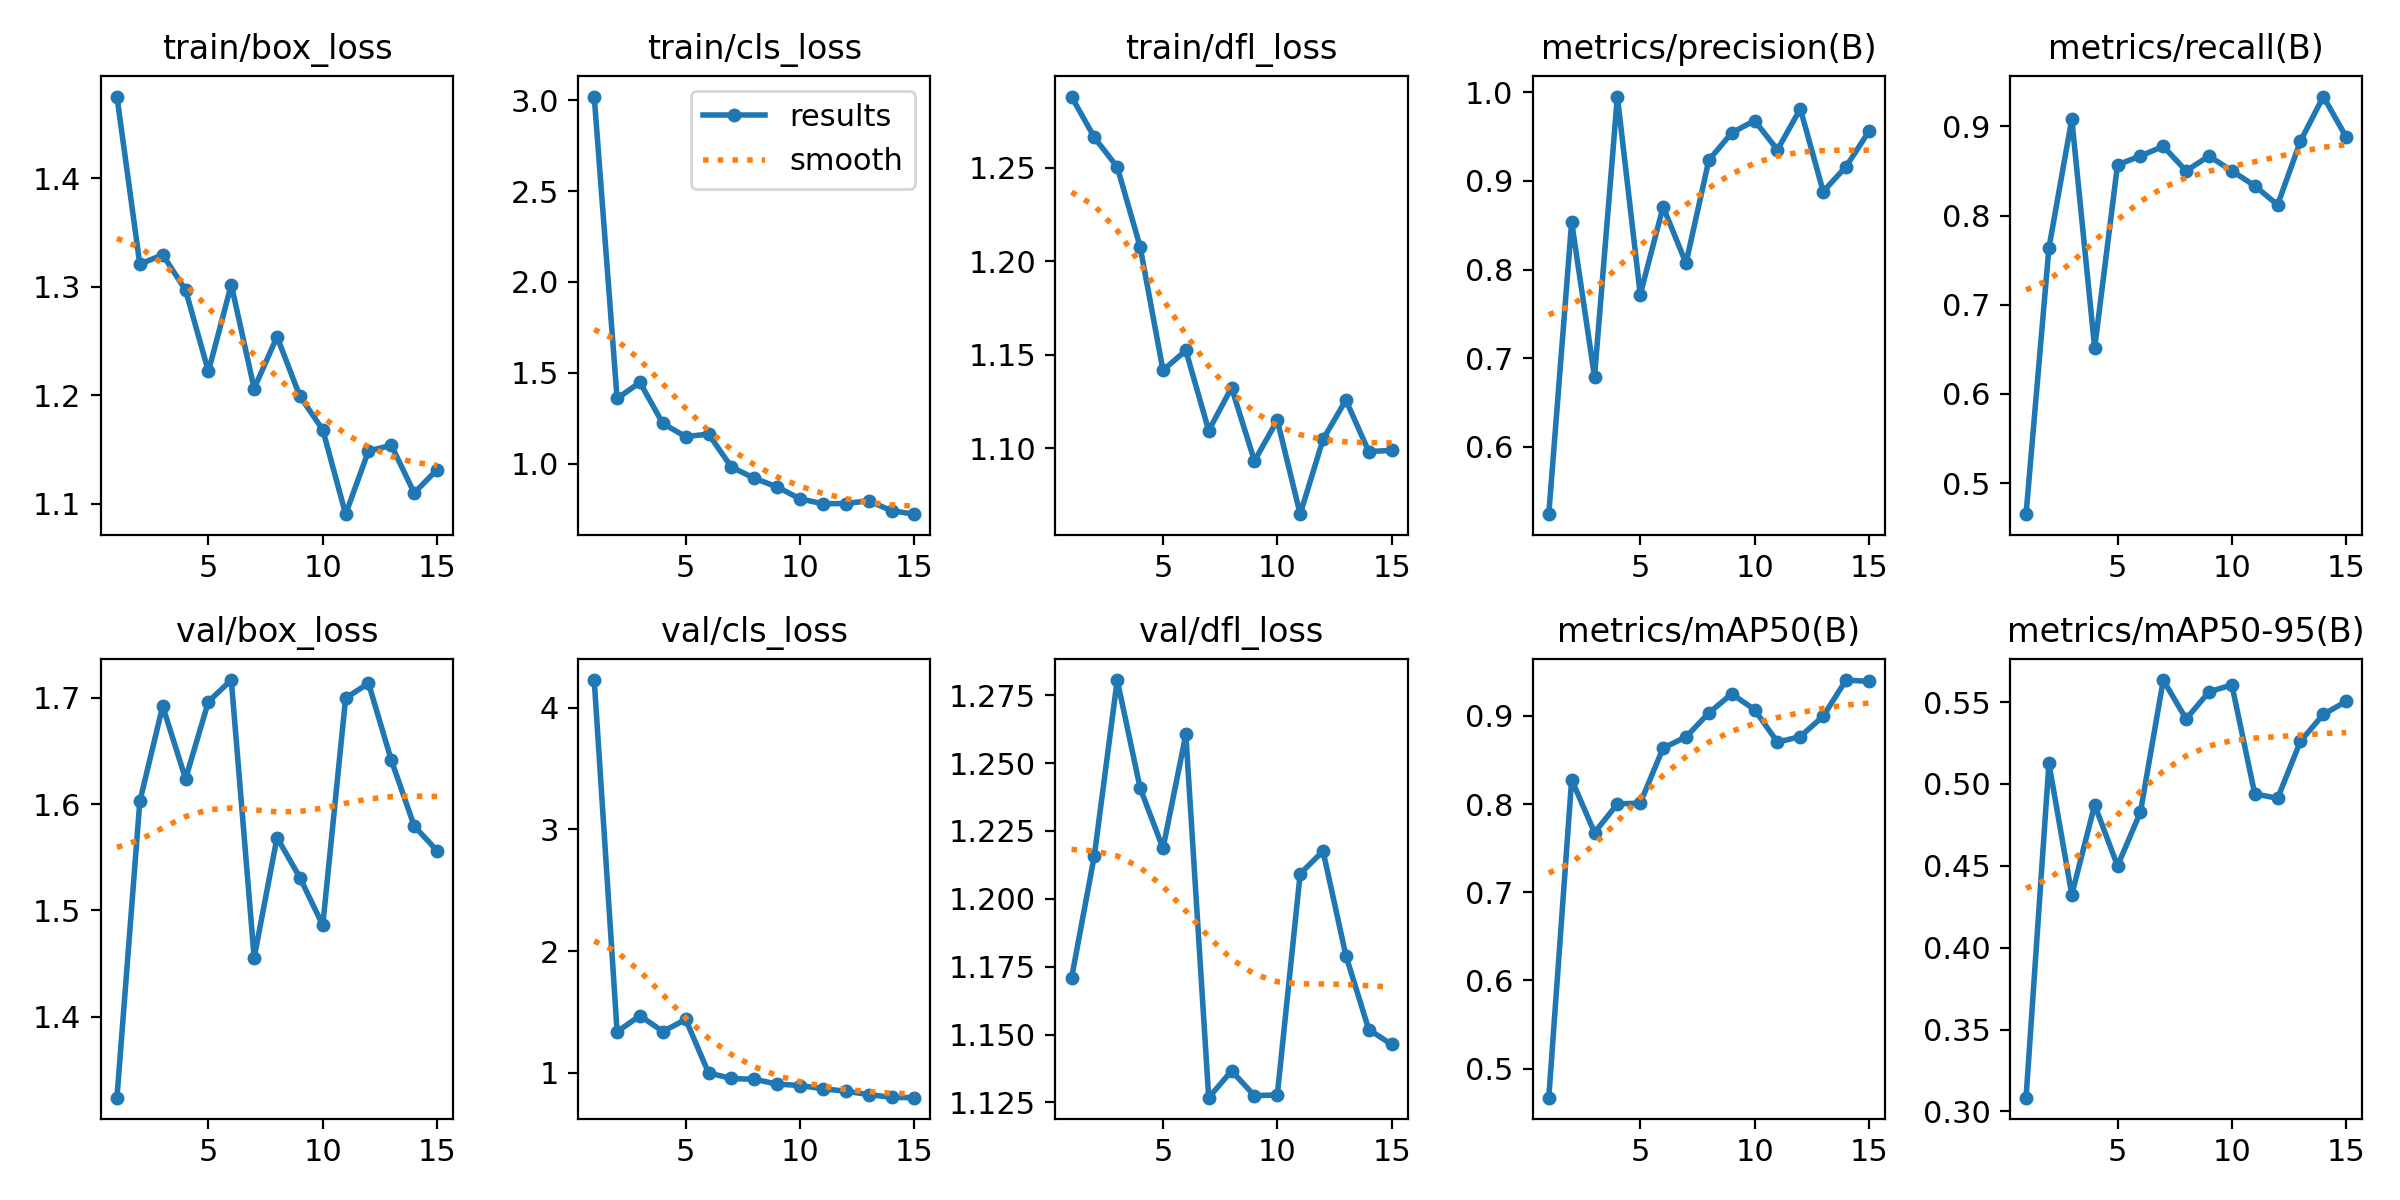 train/box_loss
1.4
1.3
1.2
1.1
5 10 15
train/cls_loss
results
smooth
3.0
2.5
2.0
1.5
1.0
5 10 15
train/dfl_loss
1.25
1.20
1.15
1.10
5 10 15
metrics/precision(B)
1.0
0.9
0.8
0.7
0.6
5 10 15
metrics/recall(B)
0.9
0.8
0.7
0.6
0.5
5 10 15
val/box_loss
1.7
1.6
1.5
1.4
5 10 15
val/cls_loss
4
3
2
1
5 10 15
val/dfl_loss
1.275
1.250
1.225
1.200
1.175
1.150
1.125
5 10 15
metrics/mAP50(B)
0.9
0.8
0.7
0.6
0.5
5 10 15
metrics/mAP50-95(B)
0.55
0.50
0.45
0.40
0.35
0.30
5 10 15